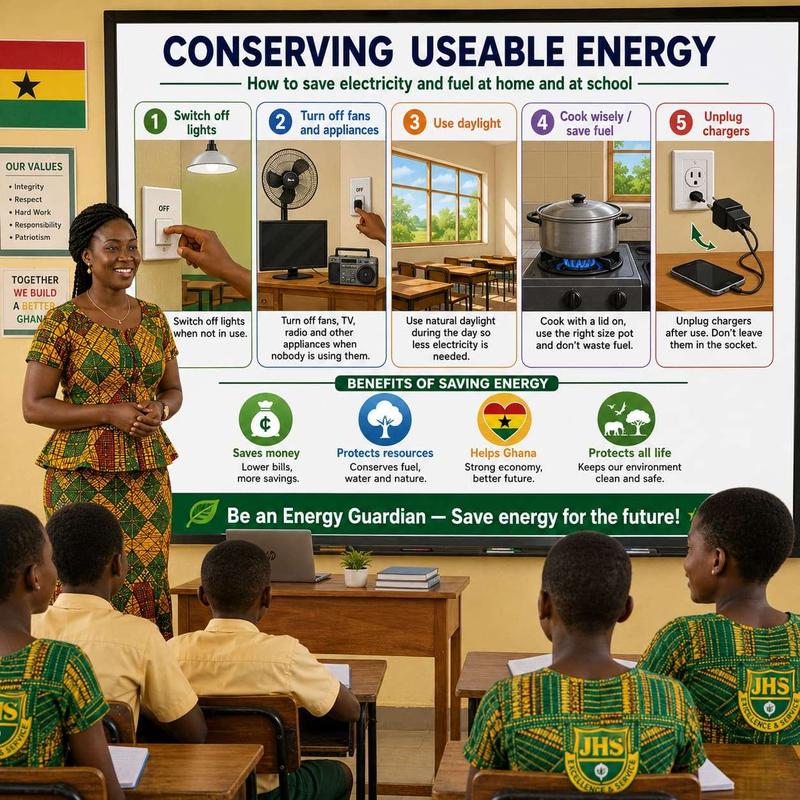 CONSERVING USEABLE ENERGY
How to save electricity and fuel at home and at school
1 Switch off
lights
OFF
Switch off lights
when not in use.
2 Turn off fans
and appliances
OFF
Turn off fans, TV,
radio and other
appliances when
nobody is using them.
3 Use daylight
Use natural daylight
during the day so
less electricity is
needed.
4 Cook wisely /
save fuel
Cook with a lid on,
use the right size pot
and don't waste fuel.
5 Unplug
chargers
Unplug chargers
after use. Don't leave
them in the socket.
BENEFITS OF SAVING ENERGY
₵
Saves money
Lower bills,
more savings.
Protects resources
Conserves fuel,
water and nature.
Helps Ghana
Strong economy,
better future.
Protects all life
Keeps our environment
clean and safe.
Be an Energy Guardian — Save energy for the future!
OUR VALUES
• Integrity
• Respect
• Hard Work
• Responsibility
• Patriotism
TOGETHER
WE BUILD
A BETTER
GHAN
hp
JHS
& SERVICE
JHS
EXCELLENCE & SERVICE
JHS
EXCELLENCE & SERVICE